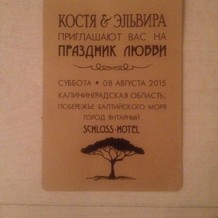 КОСТЯ & ЭЛЬВИРА
ПРИГЛАШАЮТ ВАС НА
ПРАЗДНИК ЛЮБВИ
СУББОТА • 08 АВГУСТА 2015
КАЛИНИНГРАДСКАЯ ОБЛАСТЬ,
ПОБЕРЕЖЬЕ БАЛТИЙСКОГО МОРЯ
ГОРОД ЯНТАРНЫЙ
SCHLOSS-HOTEL